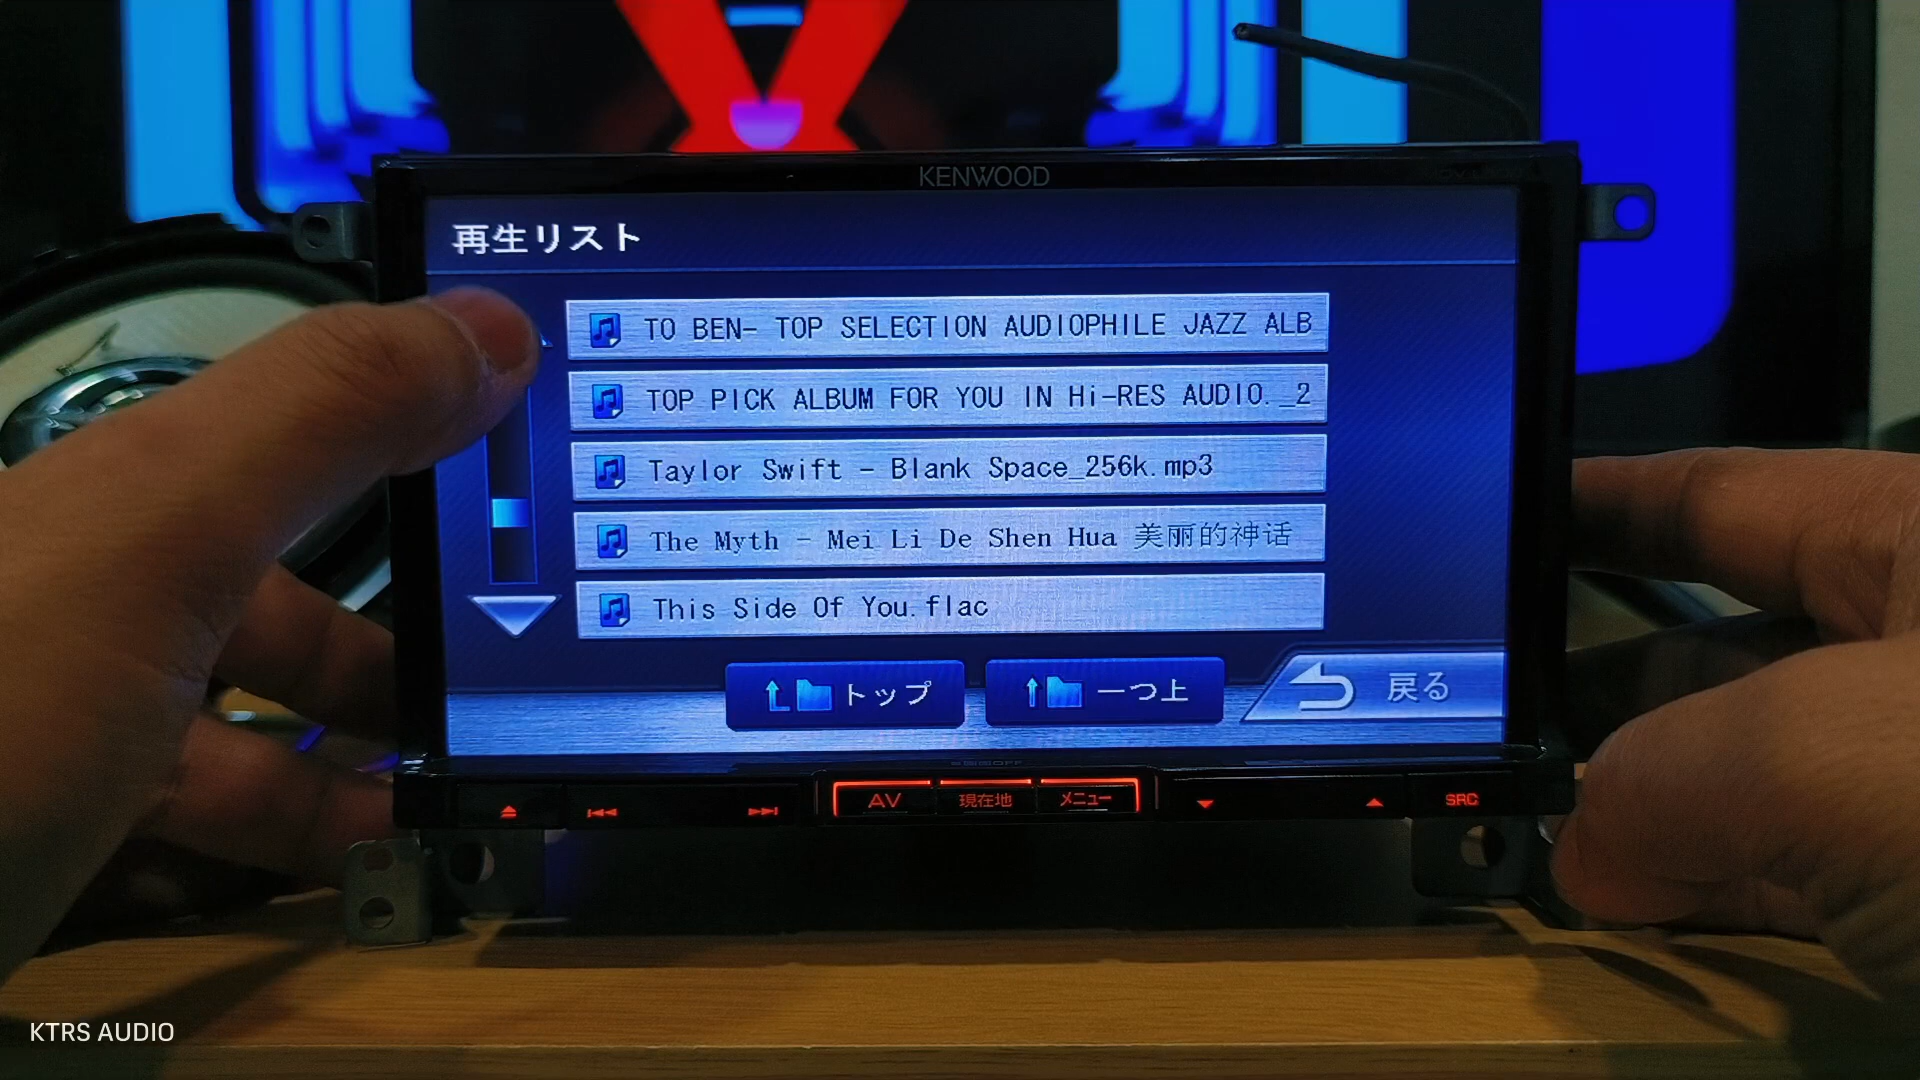 KENWOOD
再生リスト
TO BEN- TOP SELECTION AUDIOPHILE JAZZ ALB
TOP PICK ALBUM FOR YOU IN Hi-RES AUDIO._2
Taylor Swift - Blank Space_256k.mp3
The Myth - Mei Li De Shen Hua 美丽的神话
This Side Of You.flac
トップ
一つ上
戻る
AV
現在地
メニュー
SRC
KTRS AUDIO